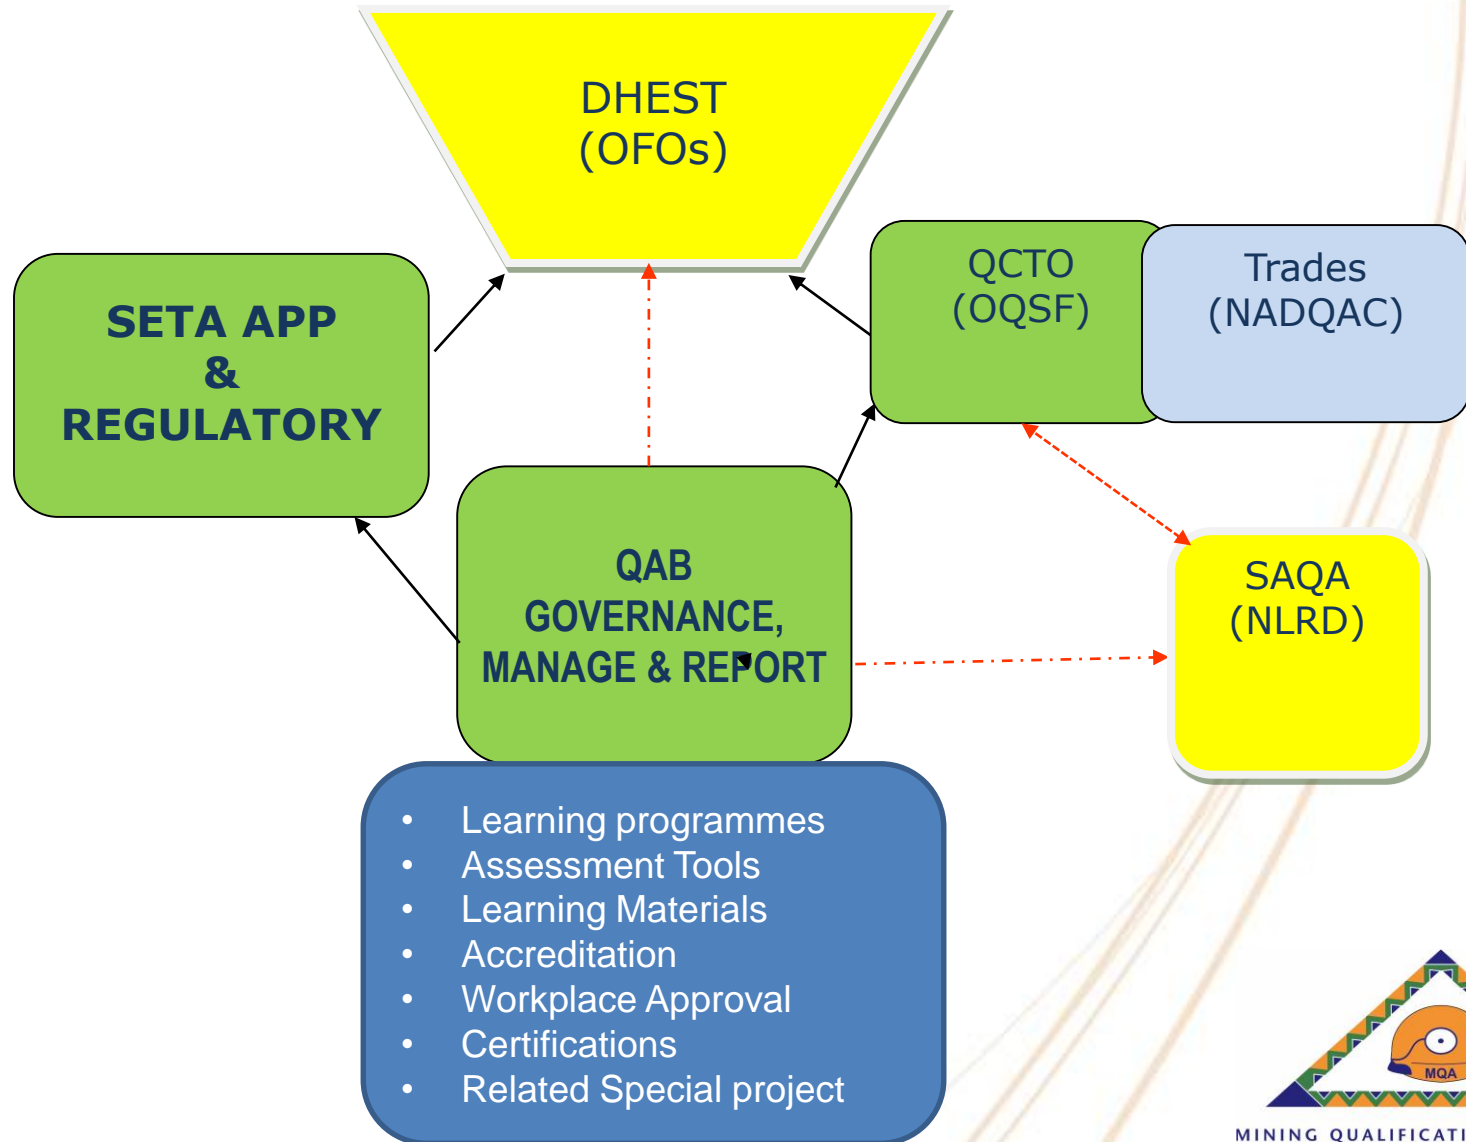 DHEST
(OFOs)
SETA APP
&
REGULATORY
QCTO
(OQSF)
Trades
(NADQAC)
QAB
GOVERNANCE,
MANAGE & REPORT
SAQA
(NLRD)
• Learning programmes
• Assessment Tools
• Learning Materials
• Accreditation
• Workplace Approval
• Certifications
• Related Special project
MQA
MINING QUALIFICATI